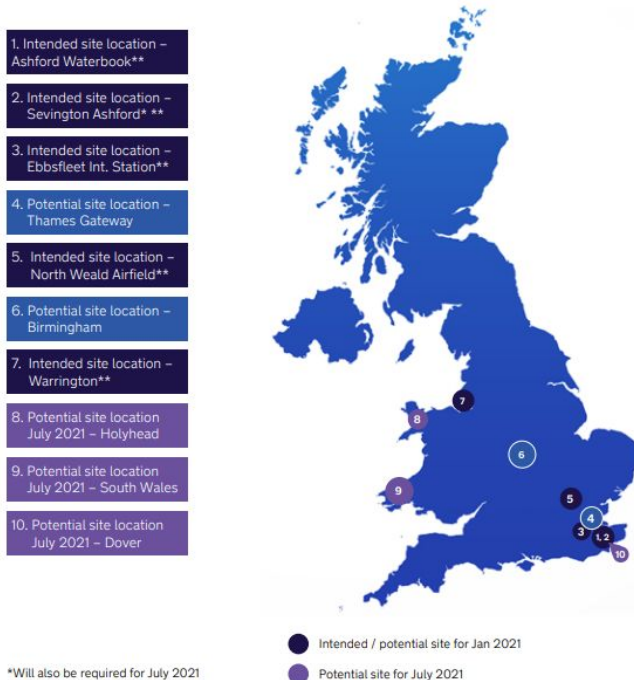 1. Intended site location –
Ashford Waterbook**
2. Intended site location –
Sevington Ashford* **
3. Intended site location –
Ebbsfleet Int. Station**
4. Potential site location –
Thames Gateway
5. Intended site location –
North Weald Airfield**
6. Potential site location –
Birmingham
7. Intended site location –
Warrington**
8. Potential site location
July 2021 – Holyhead
9. Potential site location
July 2021 – South Wales
10. Potential site location
July 2021 – Dover
7
8
6
9
5
4
3
1, 2
10
Intended / potential site for Jan 2021
*Will also be required for July 2021
Potential site for July 2021